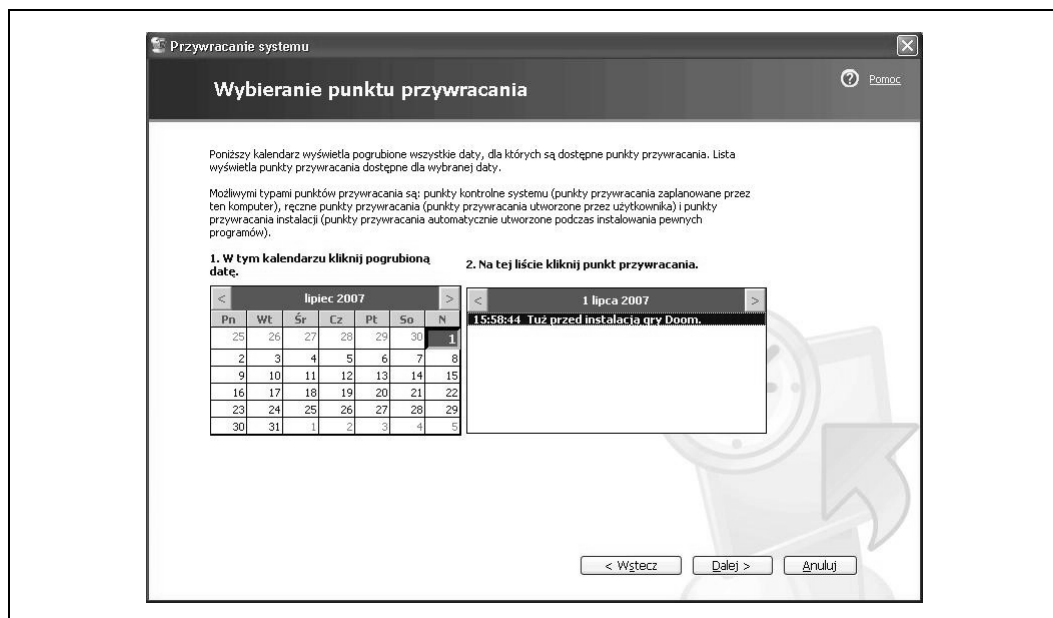 Przywracanie systemu
Wybieranie punktu przywracania
Pomoc
Poniższy kalendarz wyświetla pogrubione wszystkie daty, dla których są dostępne punkty przywracania. Lista
wyświetla punkty przywracania dostępne dla wybranej daty.
Możliwymi typami punktów przywracania są: punkty kontrolne systemu (punkty przywracania zaplanowane przez
ten komputer), ręczne punkty przywracania (punkty przywracania utworzone przez użytkownika) i punkty
przywracania instalacji (punkty przywracania automatycznie utworzone podczas instalowania pewnych
programów).
1. W tym kalendarzu kliknij pogrubioną
datę.
< lipiec 2007 >
Pn Wt Śr Cz Pt So N
25 26 27 28 29 30 1
2 3 4 5 6 7 8
9 10 11 12 13 14 15
16 17 18 19 20 21 22
23 24 25 26 27 28 29
30 31 1 2 3 4 5
2. Na tej liście kliknij punkt przywracania.
< 1 lipca 2007 >
15:58:44 Tuż przed instalacją gry Doom.
< Wstecz
Dalej >
Anuluj